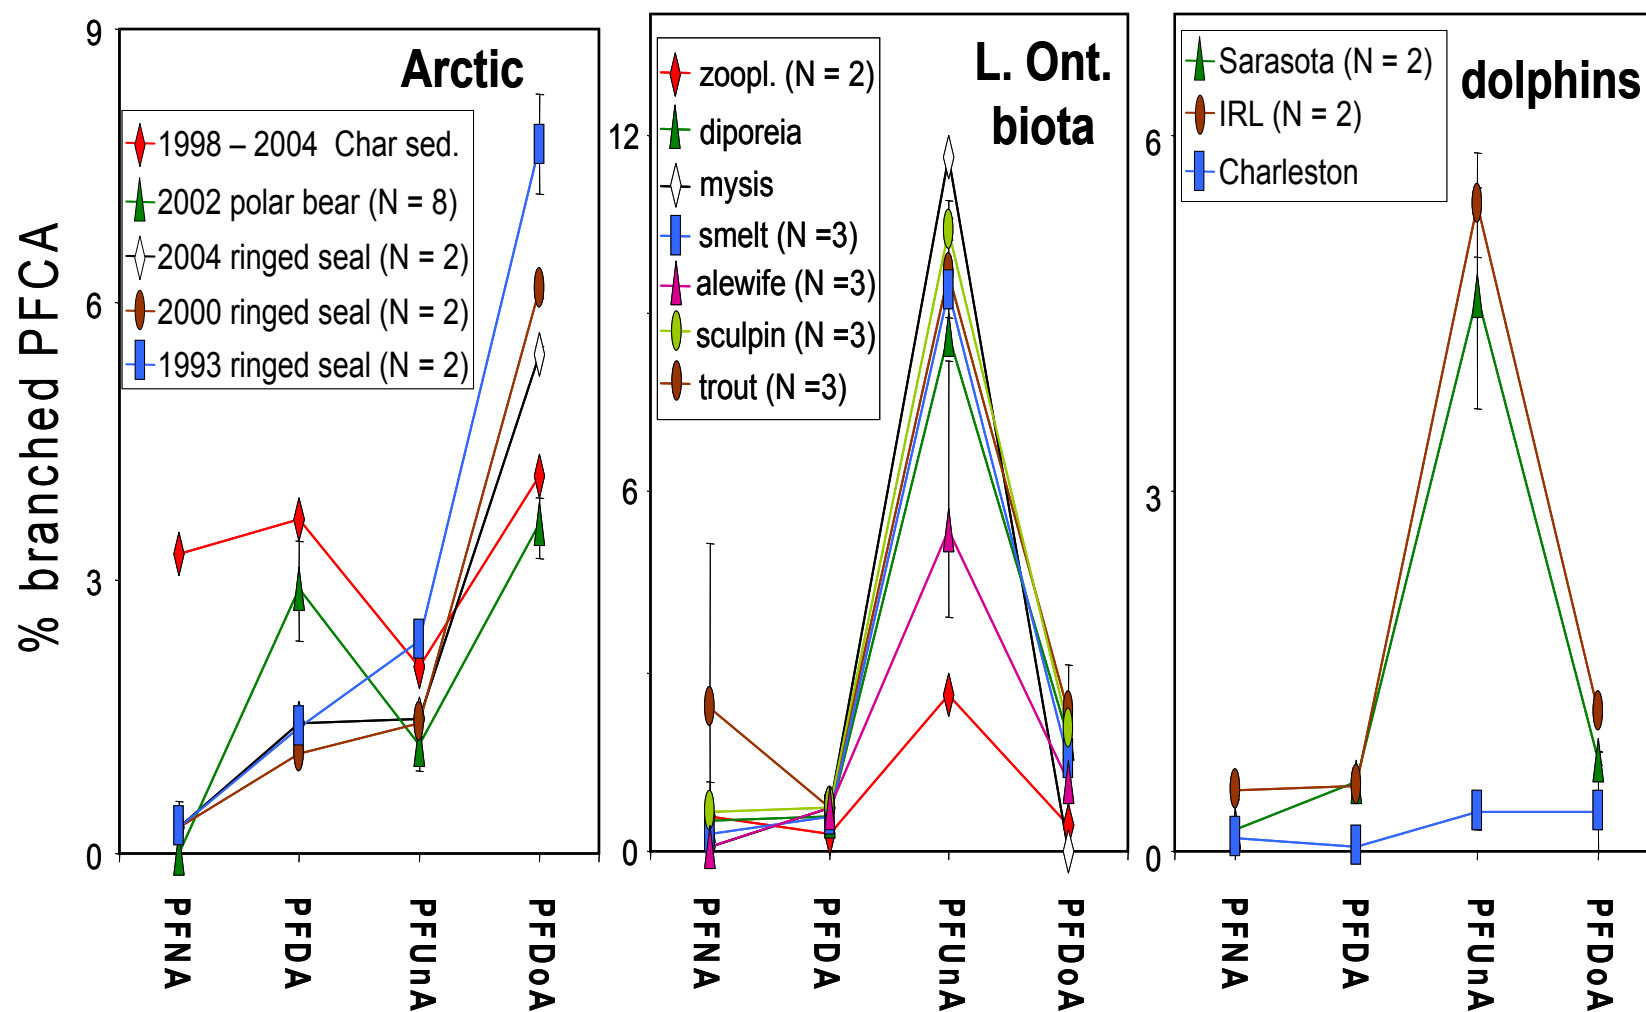 % branched PFCA
9
6
3
0
Arctic
1998 – 2004 Char sed.
2002 polar bear (N = 8)
2004 ringed seal (N = 2)
2000 ringed seal (N = 2)
1993 ringed seal (N = 2)
PFNA
PFDA
PFUnA
PFDoA
12
6
0
L. Ont.
biota
zoopl. (N = 2)
diporeia
mysis
smelt (N =3)
alewife (N =3)
sculpin (N =3)
trout (N =3)
PFNA
PFDA
PFUnA
PFDoA
6
3
0
dolphins
Sarasota (N = 2)
IRL (N = 2)
Charleston
PFNA
PFDA
PFUnA
PFDoA